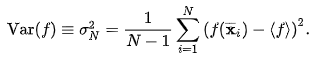 Var(f) ≡ σ_N^2 = \frac{1}{N-1} \sum_{i=1}^{N} (f(\overline{\mathbf{x}}_i) − ⟨f⟩)^2.